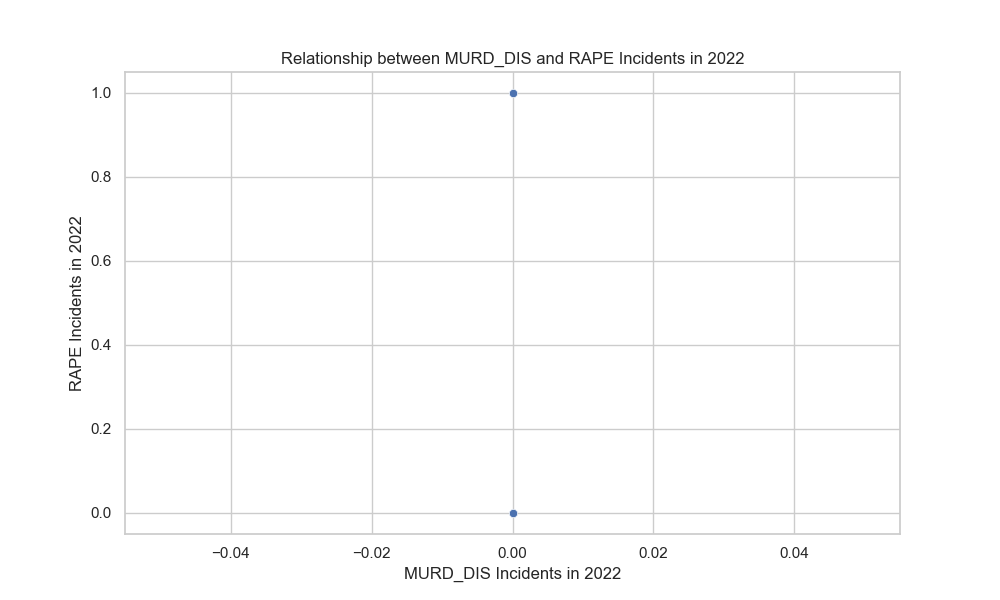 Relationship between MURD_DIS and RAPE Incidents in 2022
1.0
0.8
0.6
0.4
0.2
0.0
RAPE Incidents in 2022
−0.04 −0.02 0.00 0.02 0.04
MURD_DIS Incidents in 2022